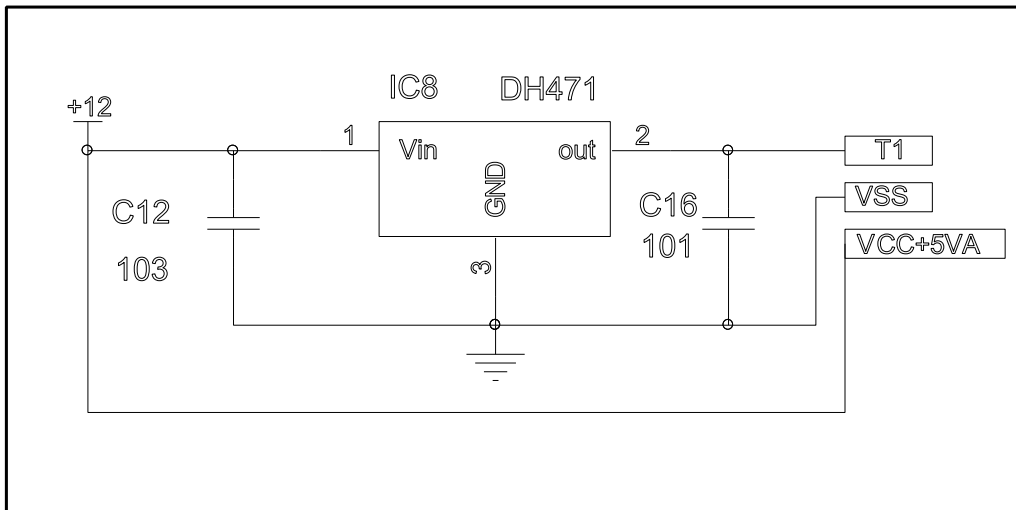 IC8 DH471
+12
1
Vin
out
2
T1
GND
C12
103
C16
101
VSS
VCC+5VA
3